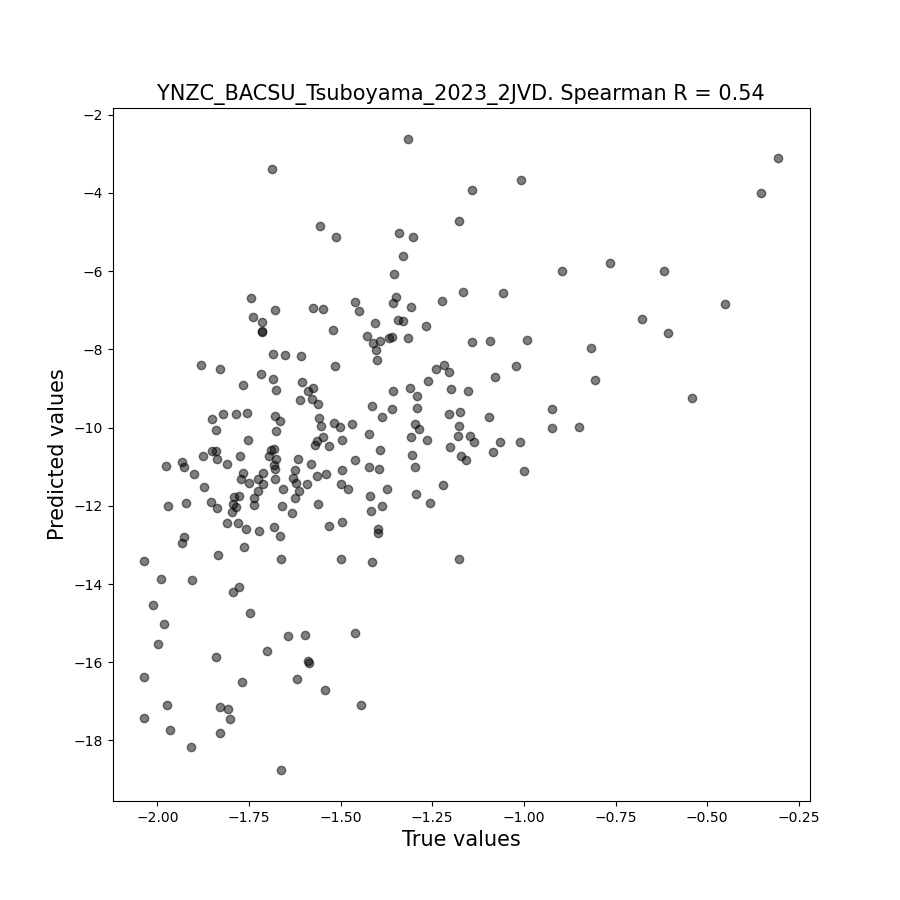 YNZC_BACSU_Tsuboyama_2023_2JVD. Spearman R = 0.54
−2
−4
−6
−8
−10
−12
−14
−16
−18
Predicted values
−2.00 −1.75 −1.50 −1.25 −1.00 −0.75 −0.50 −0.25
True values